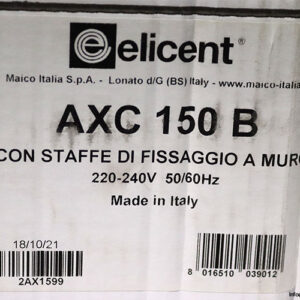 elicent®
Maico Italia S.p.A. - Lonato d/G (BS) Italy - www.maico-italia
AXC 150 B
CON STAFFE DI FISSAGGIO A MURO
220-240V 50/60Hz
Made in Italy
18/10/21
2AX1599
8 016510 039012